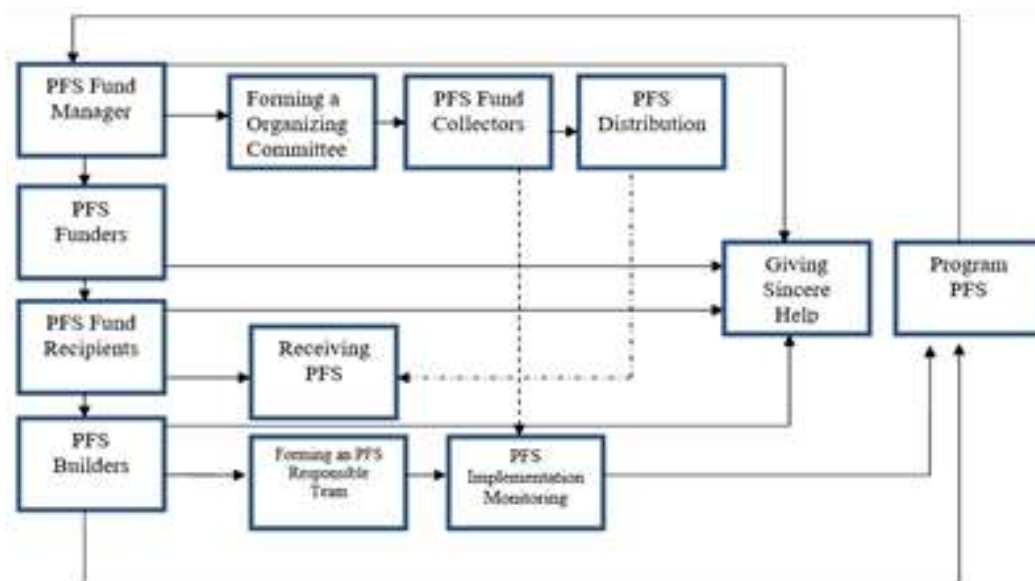 PFS Fund
Manager
Forming a
Organizing
Committee
PFS Fund
Collectors
PFS
Distribution
PFS
Funders
Giving
Sincere
Help
Program
PFS
PFS Fund
Recipients
Receiving
PFS
PFS
Builders
Forming an PFS
Responsible
Team
PFS
Implementation
Monitoring